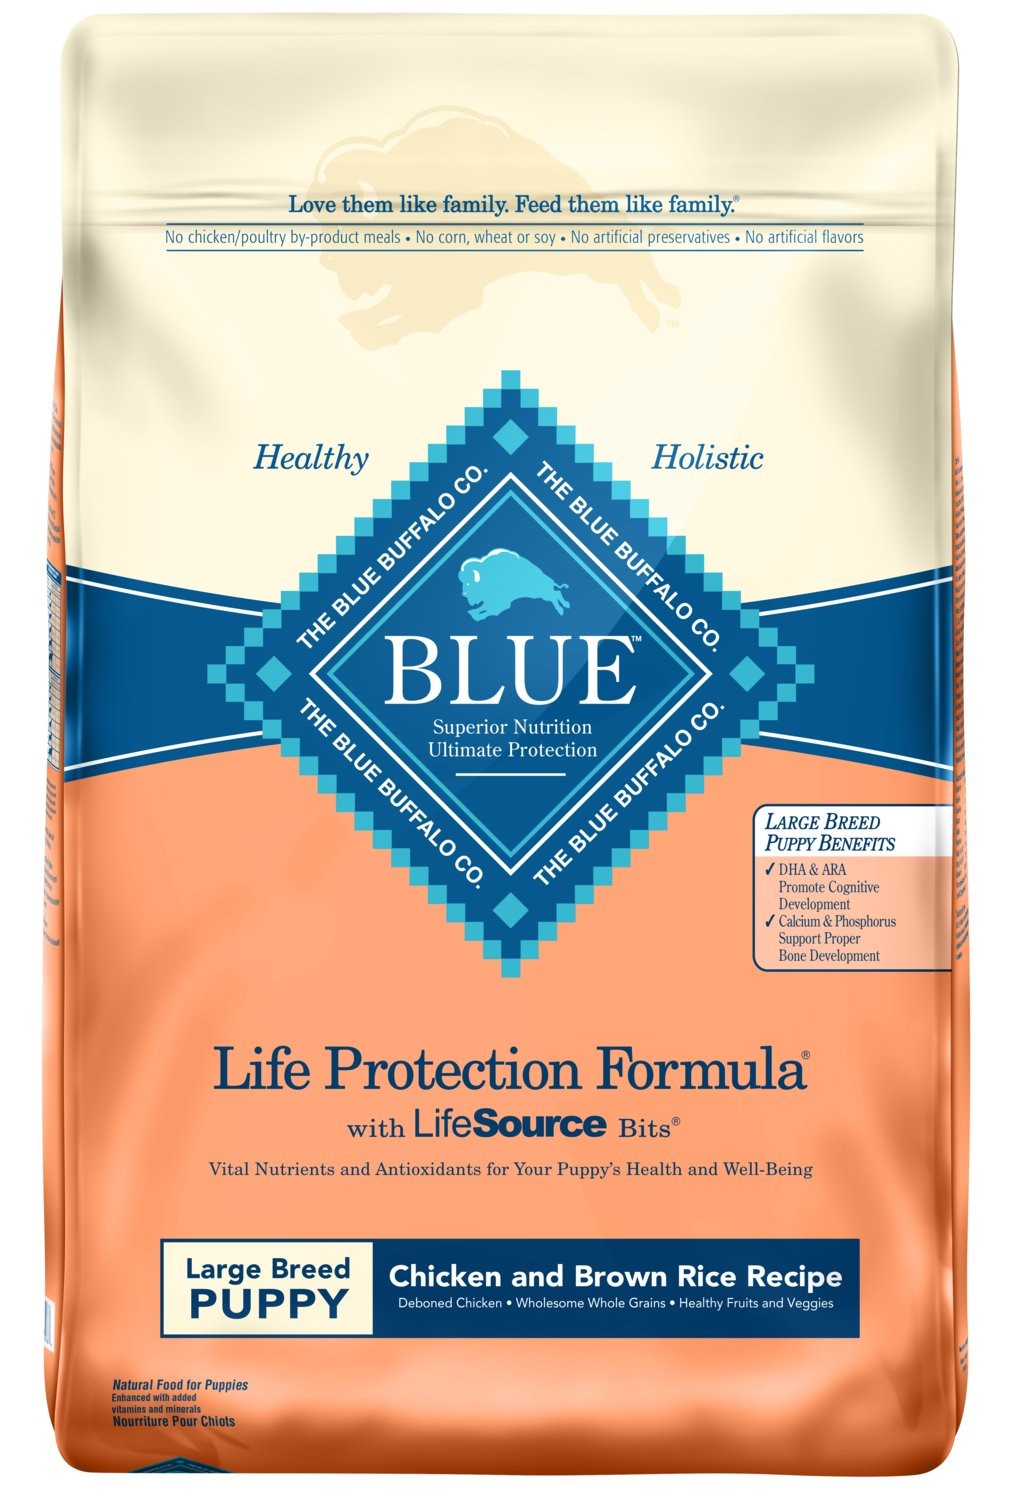 Love them like family. Feed them like family.®
No chicken/poultry by-product meals • No corn, wheat or soy • No artificial preservatives • No artificial flavors
TM
Healthy
Holistic
THE BLUE BUFFALO CO.
THE BLUE BUFFALO CO.
BLUE™
Superior Nutrition
Ultimate Protection
THE BLUE BUFFALO CO.
THE BLUE BUFFALO CO.
LARGE BREED
PUPPY BENEFITS
✓ DHA & ARA
Promote Cognitive
Development
✓ Calcium & Phosphorus
Support Proper
Bone Development
Life Protection Formula®
with LifeSource Bits®
Vital Nutrients and Antioxidants for Your Puppy's Health and Well-Being
Large Breed
PUPPY
Chicken and Brown Rice Recipe
Deboned Chicken • Wholesome Whole Grains • Healthy Fruits and Veggies
Natural Food for Puppies
Enhanced with added
vitamins and minerals
Nourriture Pour Chiots